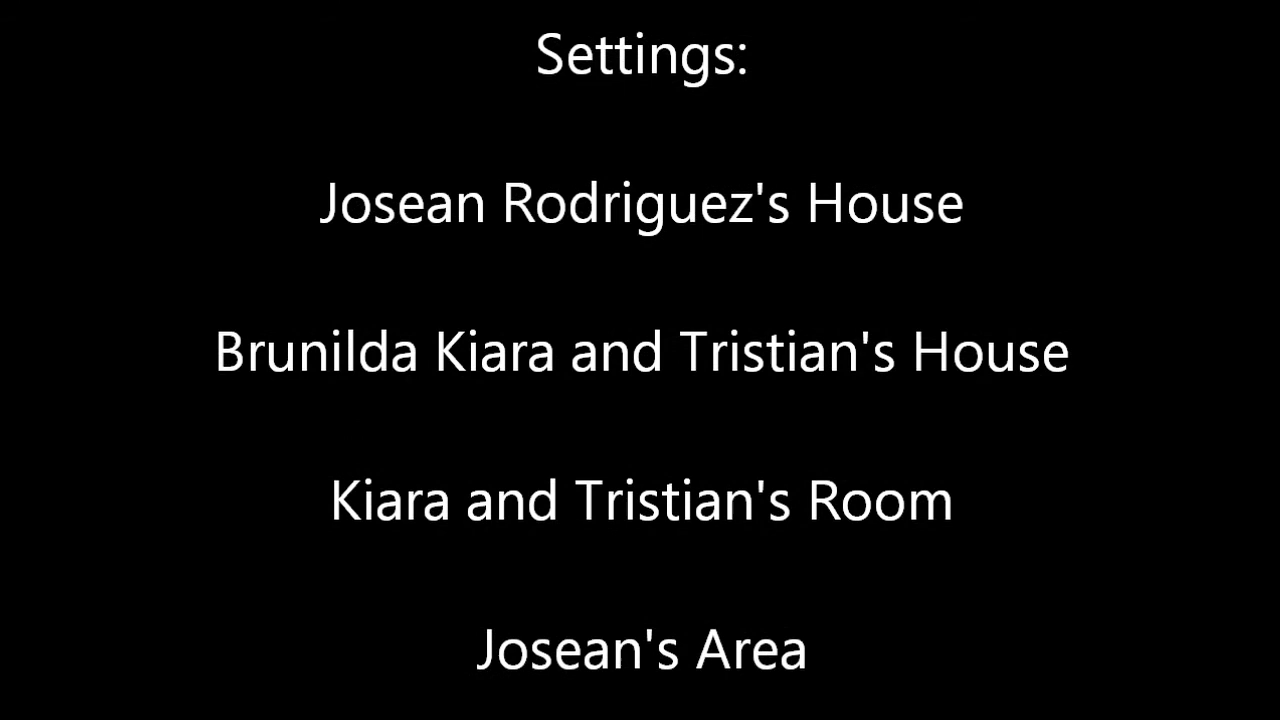 Settings:
Josean Rodriguez's House
Brunilda Kiara and Tristian's House
Kiara and Tristian's Room
Josean's Area